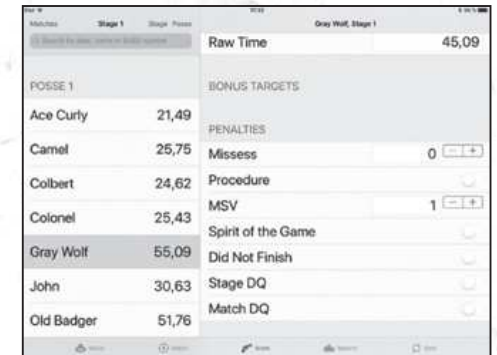 Matches
Stage 1
Stage Posse
Gray Wolf, Stage 1
Raw Time 45,09
POSSE 1
BONUS TARGETS
Ace Curly 21,49
PENALTIES
Camel 25,75
Missess 0 - +
Colbert 24,62
Procedure
MSV 1 - +
Colonel 25,43
Spirit of the Game
Gray Wolf 55,09
Did Not Finish
John 30,63
Stage DQ
Match DQ
Old Badger 51,76